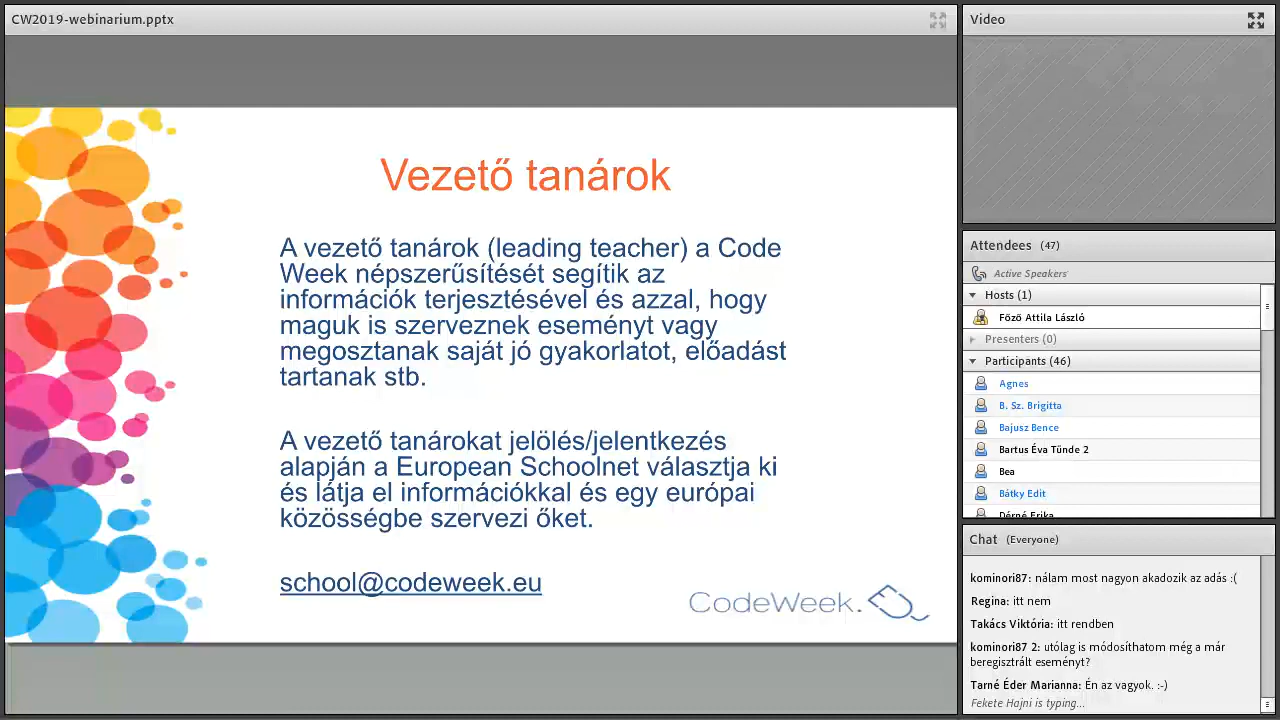 CW2019-webinarium.pptx
Vezető tanárok
A vezető tanárok (leading teacher) a Code
Week népszerűsítését segítik az
információk terjesztésével és azzal, hogy
maguk is szerveznek eseményt vagy
megosztanak saját jó gyakorlatot, előadást
tartanak stb.
A vezető tanárokat jelölés/jelentkezés
alapján a European Schoolnet választja ki
és látja el információkkal és egy európai
közösségbe szervezi őket.
school@codeweek.eu
CodeWeek.
Video
Attendees (47)
Active Speakers
Hosts (1)
Főző Attila László
Presenters (0)
Participants (46)
Agnes
B. Sz. Brigitta
Bajusz Bence
Bartus Éva Tünde 2
Bea
Bátky Edit
Dérné Erika
Chat (Everyone)
kominori87: nálam most nagyon akadozik az adás :(
Regina: itt nem
Takács Viktória: itt rendben
kominori87 2: utólag is módosíthatom még a már
beregisztrált eseményt?
Tarné Éder Marianna: Én az vagyok. :-)
Fekete Hajni is typing...